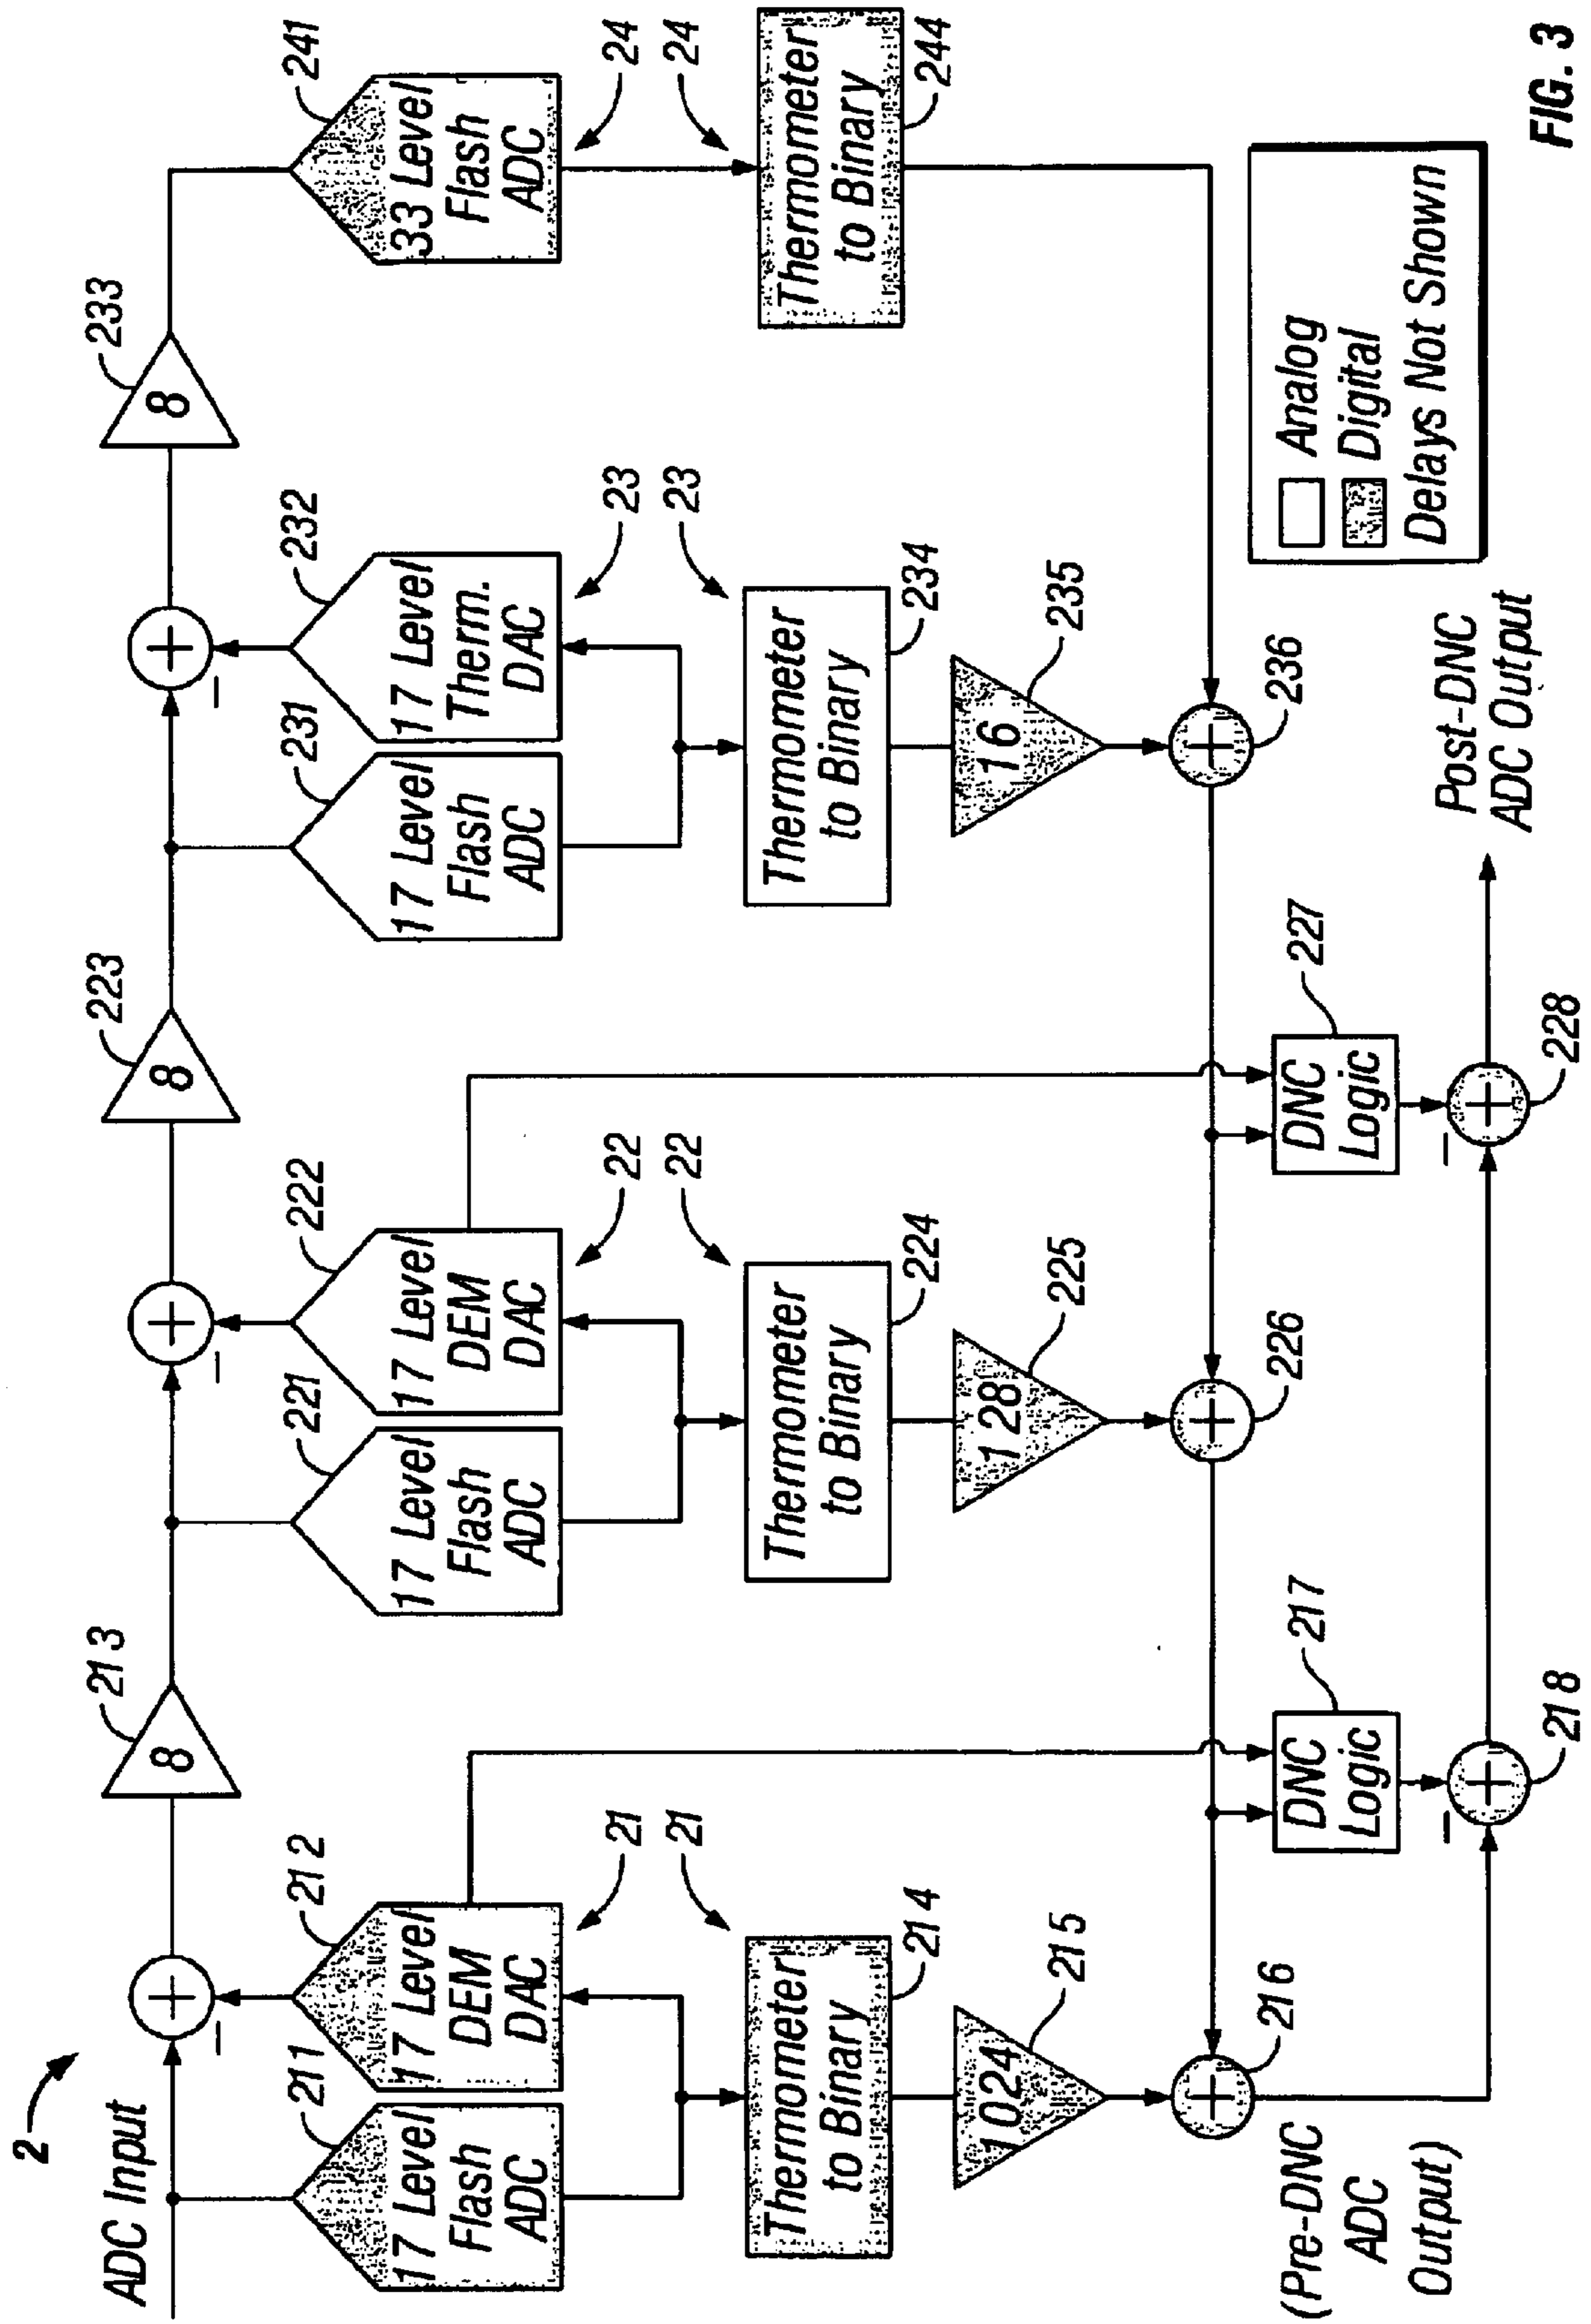 2
ADC Input
213
8
223
8
233
8
211
17 Level
Flash
ADC
212
17 Level
DEM
DAC
221
17 Level
Flash
ADC
222
17 Level
DEM
DAC
231
17 Level
Flash
ADC
232
17 Level
Therm.
DAC
241
33 Level
Flash
ADC
–
–
–
21
22
23
24
21
22
23
24
Thermometer
to Binary
214
Thermometer
to Binary
224
Thermometer
to Binary
234
Thermometer
to Binary
244
1024
215
128
225
16
235
+
+
+
+
216
+
226
+
236
(Pre-DNC
ADC
Output)
DNC
Logic
217
DNC
Logic
227
–
+
218
–
+
228
Post-DNC
ADC Output
Analog
Digital
Delays Not Shown
FIG. 3